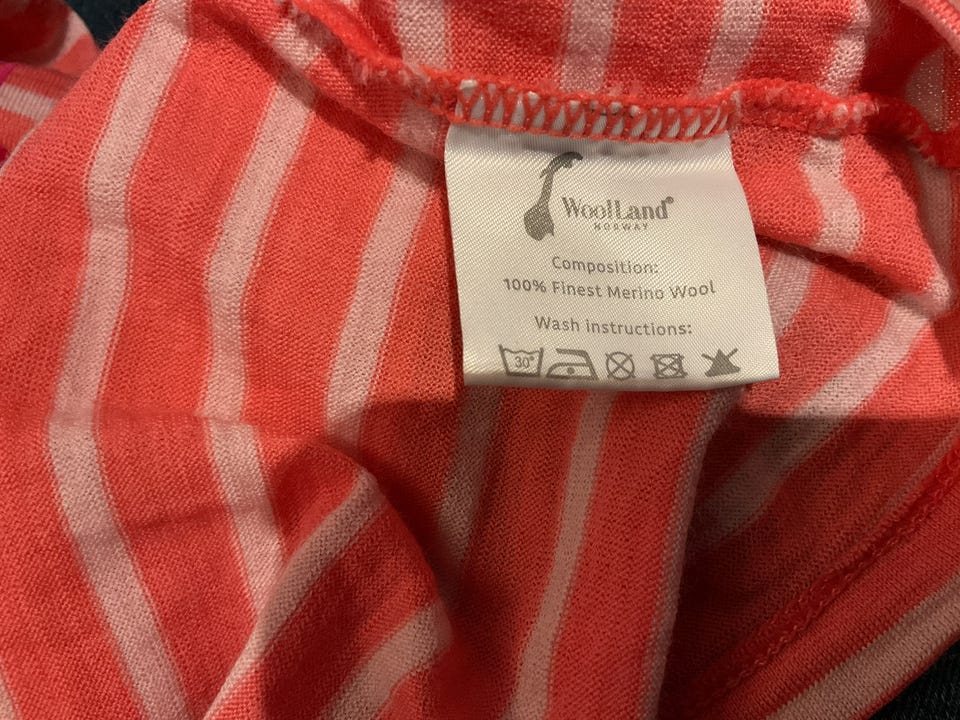 WoolLand®
NORWAY
Composition:
100% Finest Merino Wool
Wash instructions:
30°